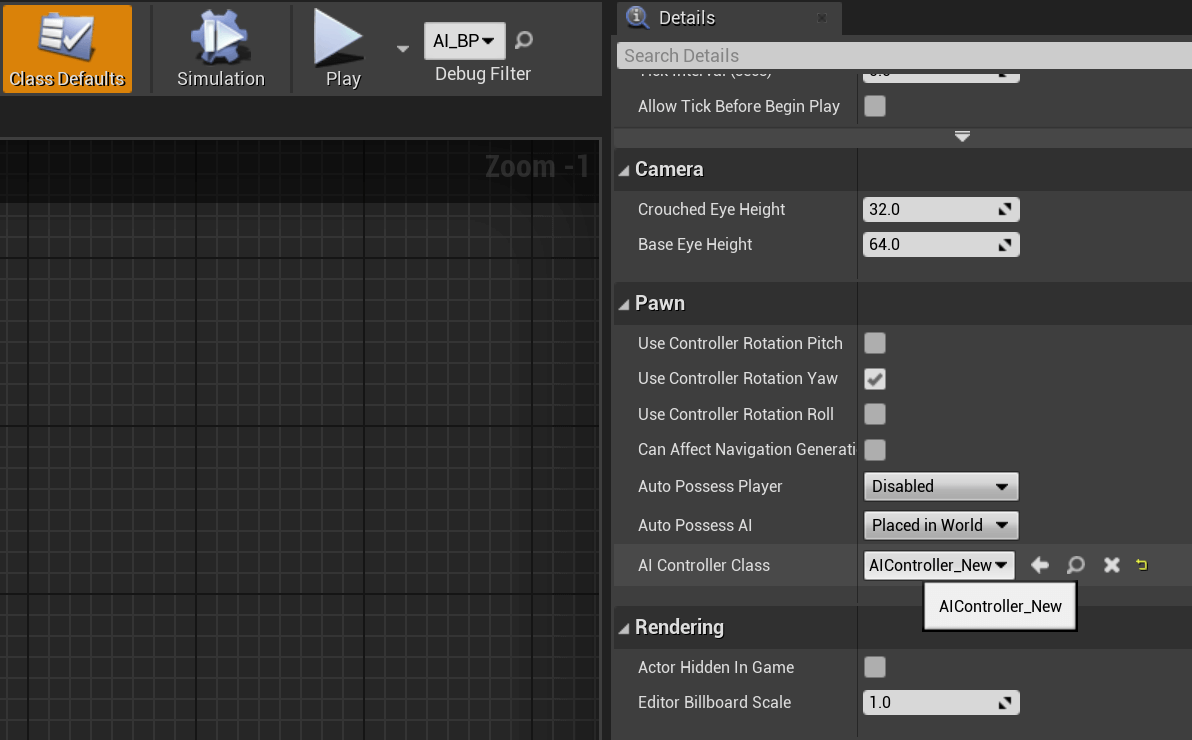 Class Defaults
Simulation
Play
AI_BP
Debug Filter
Zoom -1
Details
Search Details
Allow Tick Before Begin Play
Camera
Crouched Eye Height 32.0
Base Eye Height 64.0
Pawn
Use Controller Rotation Pitch
Use Controller Rotation Yaw
Use Controller Rotation Roll
Can Affect Navigation Generati
Auto Possess Player Disabled
Auto Possess AI Placed in World
AI Controller Class AIController_New
AIController_New
Rendering
Actor Hidden In Game
Editor Billboard Scale 1.0